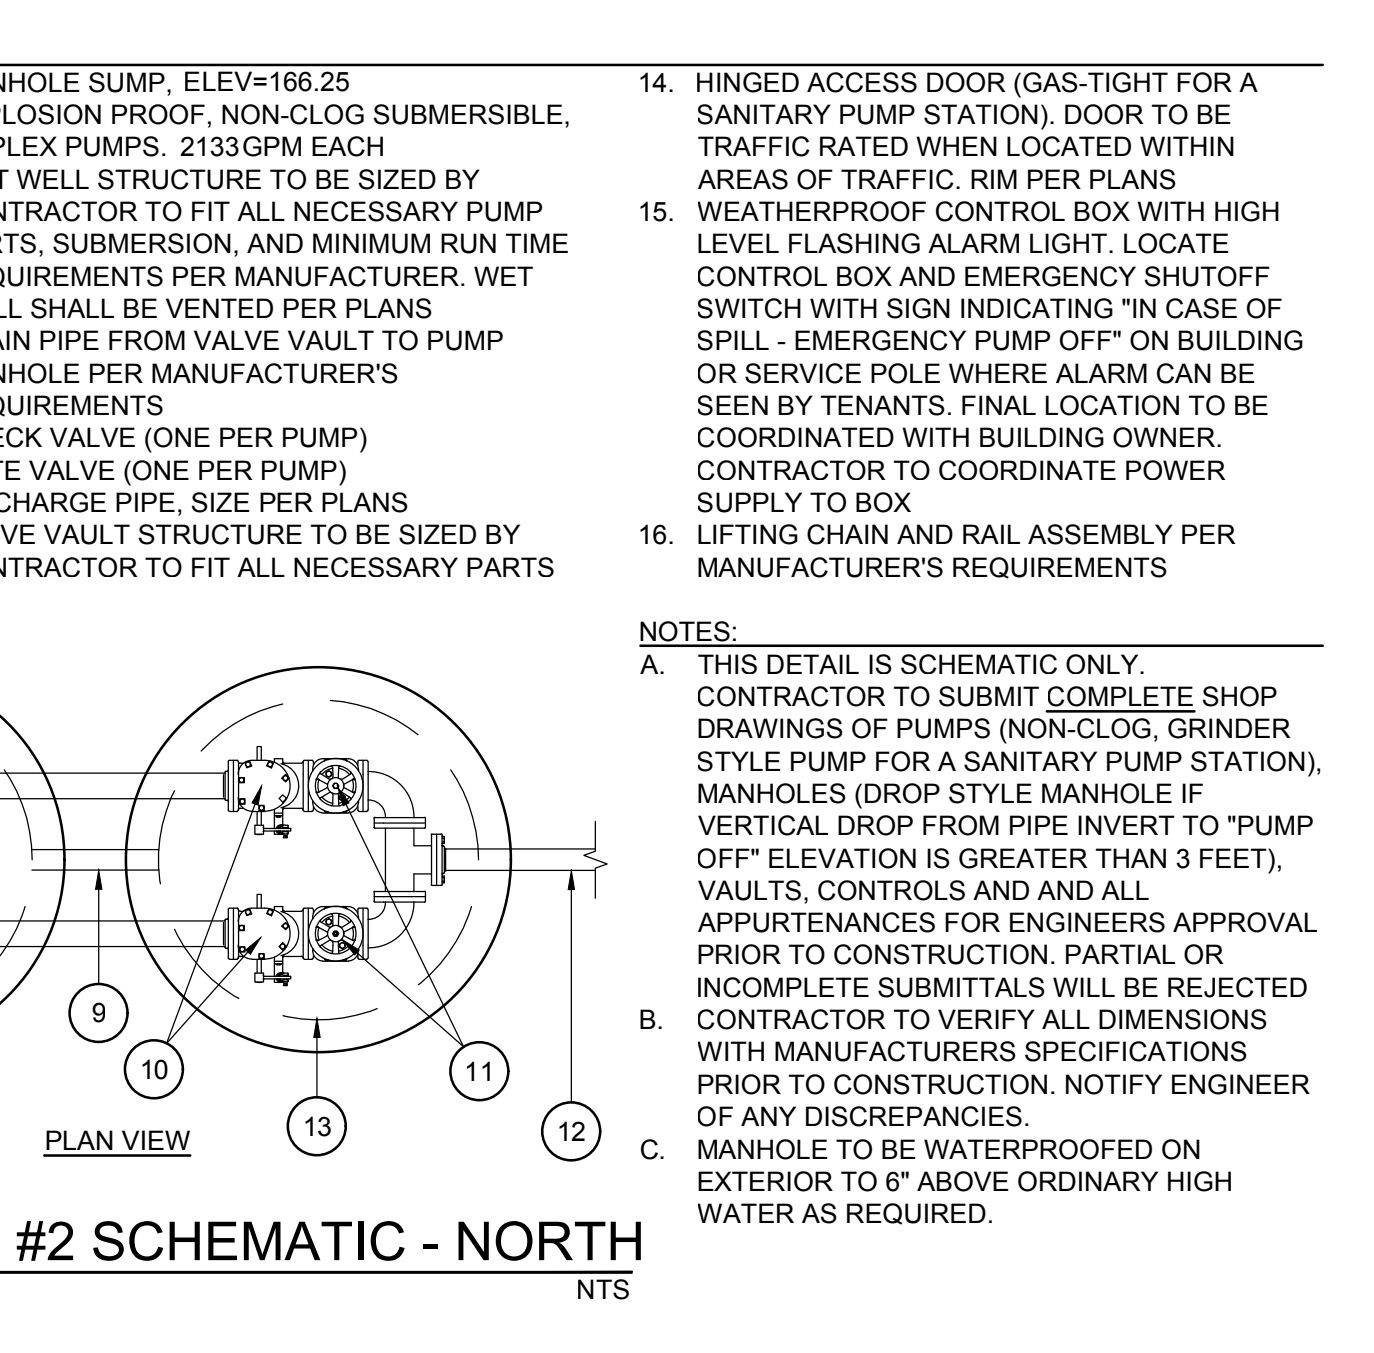 NHOLE SUMP, ELEV=166.25
PLOSION PROOF, NON-CLOG SUBMERSIBLE,
PLEX PUMPS. 2133 GPM EACH
T WELL STRUCTURE TO BE SIZED BY
NTRACTOR TO FIT ALL NECESSARY PUMP
RTS, SUBMERSION, AND MINIMUM RUN TIME
QUIREMENTS PER MANUFACTURER. WET
LL SHALL BE VENTED PER PLANS
AIN PIPE FROM VALVE VAULT TO PUMP
NHOLE PER MANUFACTURER'S
QUIREMENTS
ECK VALVE (ONE PER PUMP)
TE VALVE (ONE PER PUMP)
CHARGE PIPE, SIZE PER PLANS
VE VAULT STRUCTURE TO BE SIZED BY
NTRACTOR TO FIT ALL NECESSARY PARTS
14. HINGED ACCESS DOOR (GAS-TIGHT FOR A
SANITARY PUMP STATION). DOOR TO BE
TRAFFIC RATED WHEN LOCATED WITHIN
AREAS OF TRAFFIC. RIM PER PLANS
15. WEATHERPROOF CONTROL BOX WITH HIGH
LEVEL FLASHING ALARM LIGHT. LOCATE
CONTROL BOX AND EMERGENCY SHUTOFF
SWITCH WITH SIGN INDICATING "IN CASE OF
SPILL - EMERGENCY PUMP OFF" ON BUILDING
OR SERVICE POLE WHERE ALARM CAN BE
SEEN BY TENANTS. FINAL LOCATION TO BE
COORDINATED WITH BUILDING OWNER.
CONTRACTOR TO COORDINATE POWER
SUPPLY TO BOX
16. LIFTING CHAIN AND RAIL ASSEMBLY PER
MANUFACTURER'S REQUIREMENTS
NOTES:
A. THIS DETAIL IS SCHEMATIC ONLY.
CONTRACTOR TO SUBMIT COMPLETE SHOP
DRAWINGS OF PUMPS (NON-CLOG, GRINDER
STYLE PUMP FOR A SANITARY PUMP STATION),
MANHOLES (DROP STYLE MANHOLE IF
VERTICAL DROP FROM PIPE INVERT TO "PUMP
OFF" ELEVATION IS GREATER THAN 3 FEET),
VAULTS, CONTROLS AND AND ALL
APPURTENANCES FOR ENGINEERS APPROVAL
PRIOR TO CONSTRUCTION. PARTIAL OR
INCOMPLETE SUBMITTALS WILL BE REJECTED
B. CONTRACTOR TO VERIFY ALL DIMENSIONS
WITH MANUFACTURERS SPECIFICATIONS
PRIOR TO CONSTRUCTION. NOTIFY ENGINEER
OF ANY DISCREPANCIES.
C. MANHOLE TO BE WATERPROOFED ON
EXTERIOR TO 6" ABOVE ORDINARY HIGH
WATER AS REQUIRED.
9
10
11
13
12
PLAN VIEW
#2 SCHEMATIC - NORTH
NTS